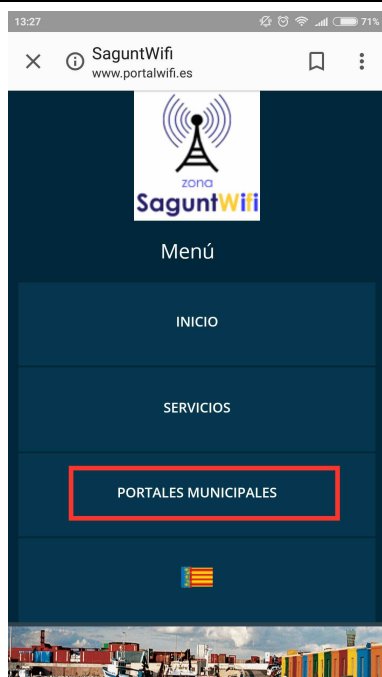 13:27
71%
SaguntWifi
www.portalwifi.es
zona
SaguntWifi
Menú
INICIO
SERVICIOS
PORTALES MUNICIPALES